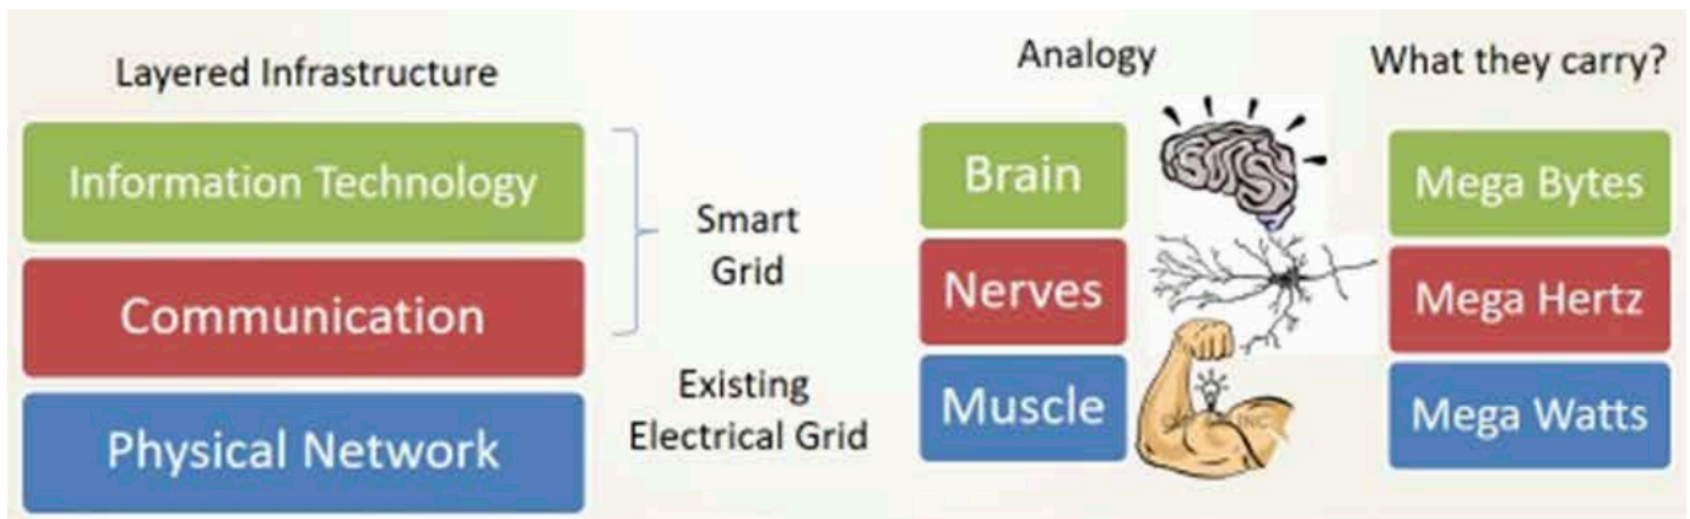 Layered Infrastructure
Information Technology
Communication
Physical Network
Smart
Grid
Existing
Electrical Grid
Analogy
Brain
Nerves
Muscle
What they carry?
Mega Bytes
Mega Hertz
Mega Watts